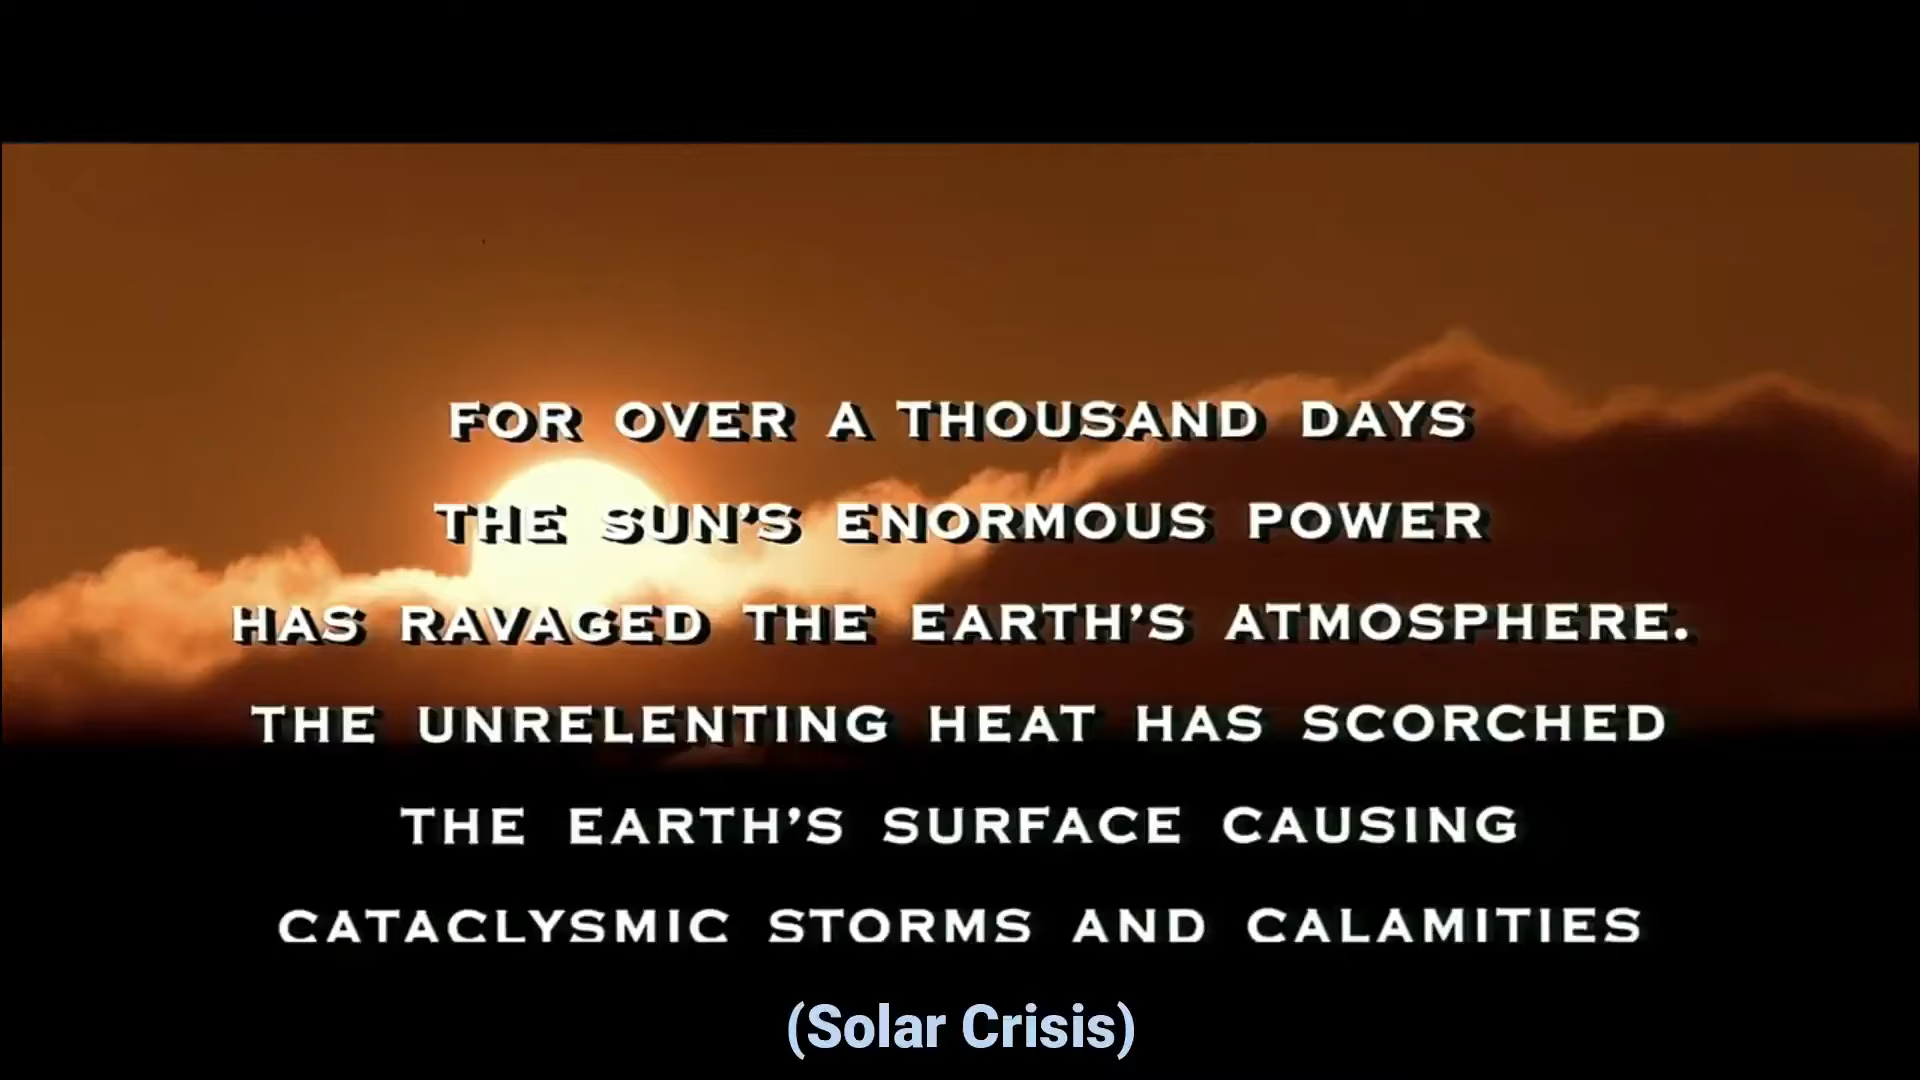 FOR OVER A THOUSAND DAYS
THE SUN'S ENORMOUS POWER
HAS RAVAGED THE EARTH'S ATMOSPHERE.
THE UNRELENTING HEAT HAS SCORCHED
THE EARTH'S SURFACE CAUSING
CATACLYSMIC STORMS AND CALAMITIES
(Solar Crisis)